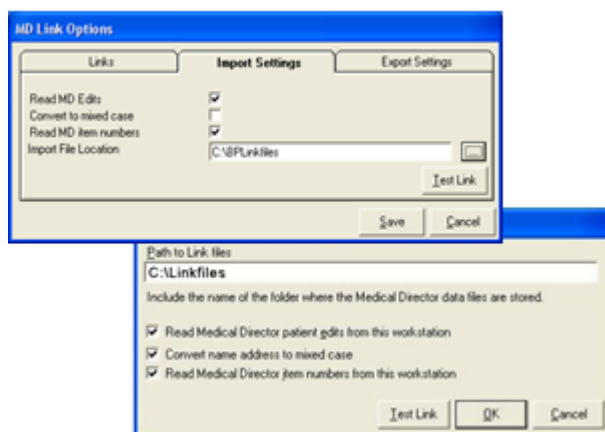 MD Link Options
Links Import Settings Export Settings
Read MD Edits
Convert to mixed case
Read MD item numbers
Import File Location C:\BPLinkfiles ...
Test Link
Save Cancel
Path to Link files
C:\Linkfiles
Include the name of the folder where the Medical Director data files are stored.
Read Medical Director patient edits from this workstation
Convert name address to mixed case
Read Medical Director item numbers from this workstation
Test Link OK Cancel